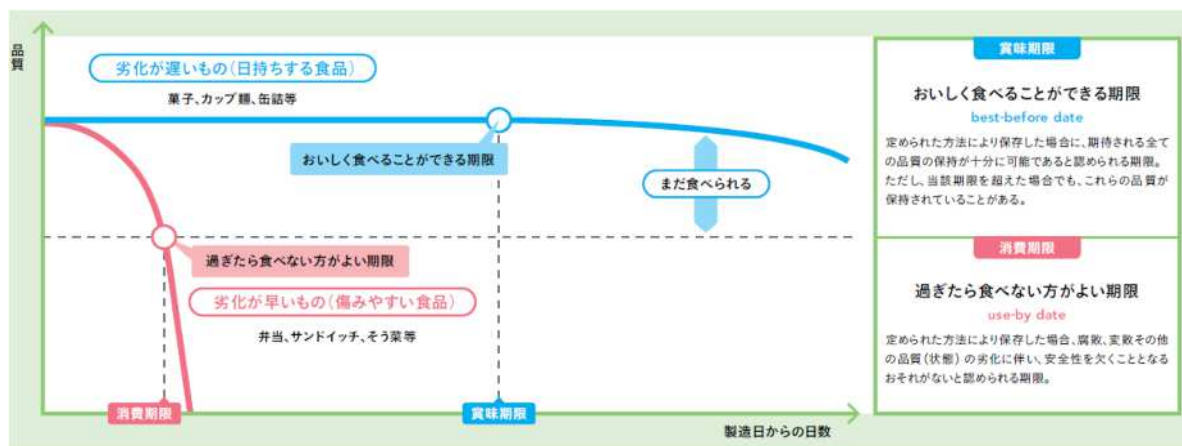 品質
劣化が遅いもの(日持ちする食品)
菓子、カップ麺、缶詰等
おいしく食べることができる期限
まだ食べられる
過ぎたら食べない方がよい期限
劣化が早いもの(傷みやすい食品)
弁当、サンドイッチ、そう菜等
消費期限
賞味期限
製造日からの日数
賞味期限
おいしく食べることができる期限
best-before date
定められた方法により保存した場合に、期待される全て
の品質の保持が十分に可能であると認められる期限。
ただし、当該期限を超えた場合でも、これらの品質が
保持されていることがある。
消費期限
過ぎたら食べない方がよい期限
use-by date
定められた方法により保存した場合、腐敗、変敗その他
の品質(状態)の劣化に伴い、安全性を欠くこととなる
おそれがないと認められる期限。